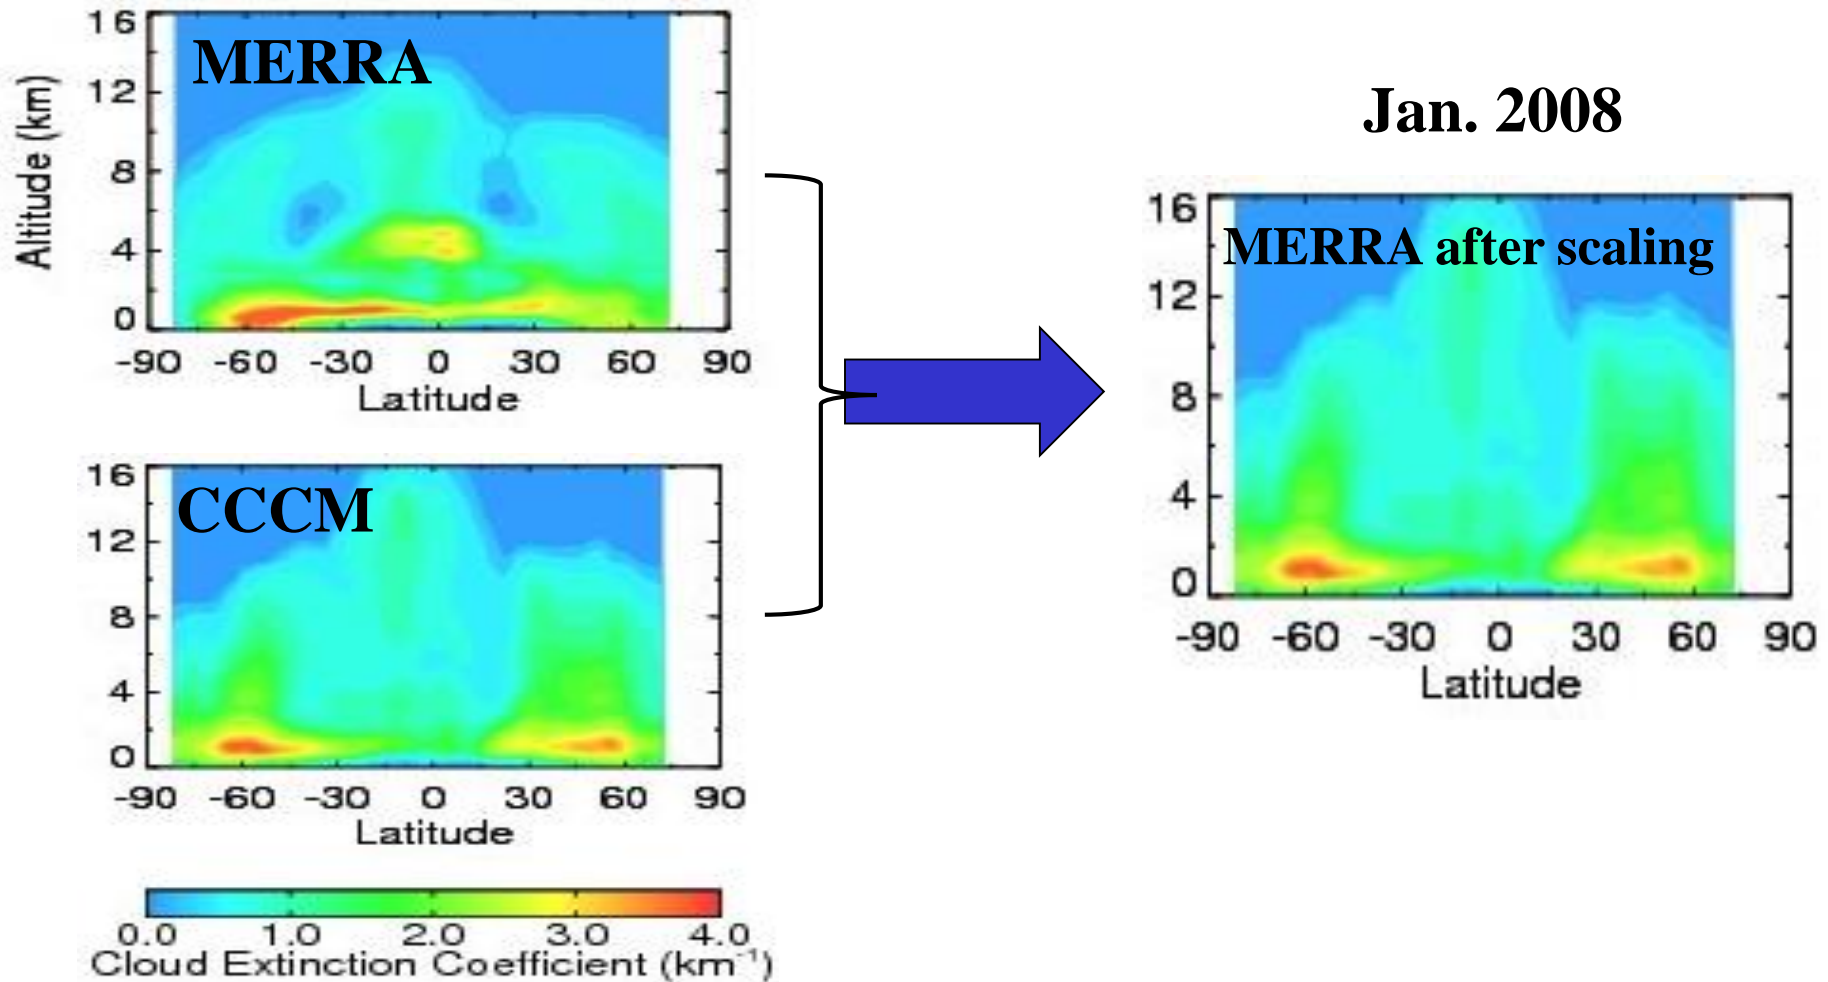 MERRA
16
12
8
4
0
Altitude (km)
-90 -60 -30 0 30 60 90
Latitude
CCCM
16
12
8
4
0
-90 -60 -30 0 30 60 90
Latitude
0.0 1.0 2.0 3.0 4.0
Cloud Extinction Coefficient (km⁻¹)
Jan. 2008
MERRA after scaling
16
12
8
4
0
-90 -60 -30 0 30 60 90
Latitude